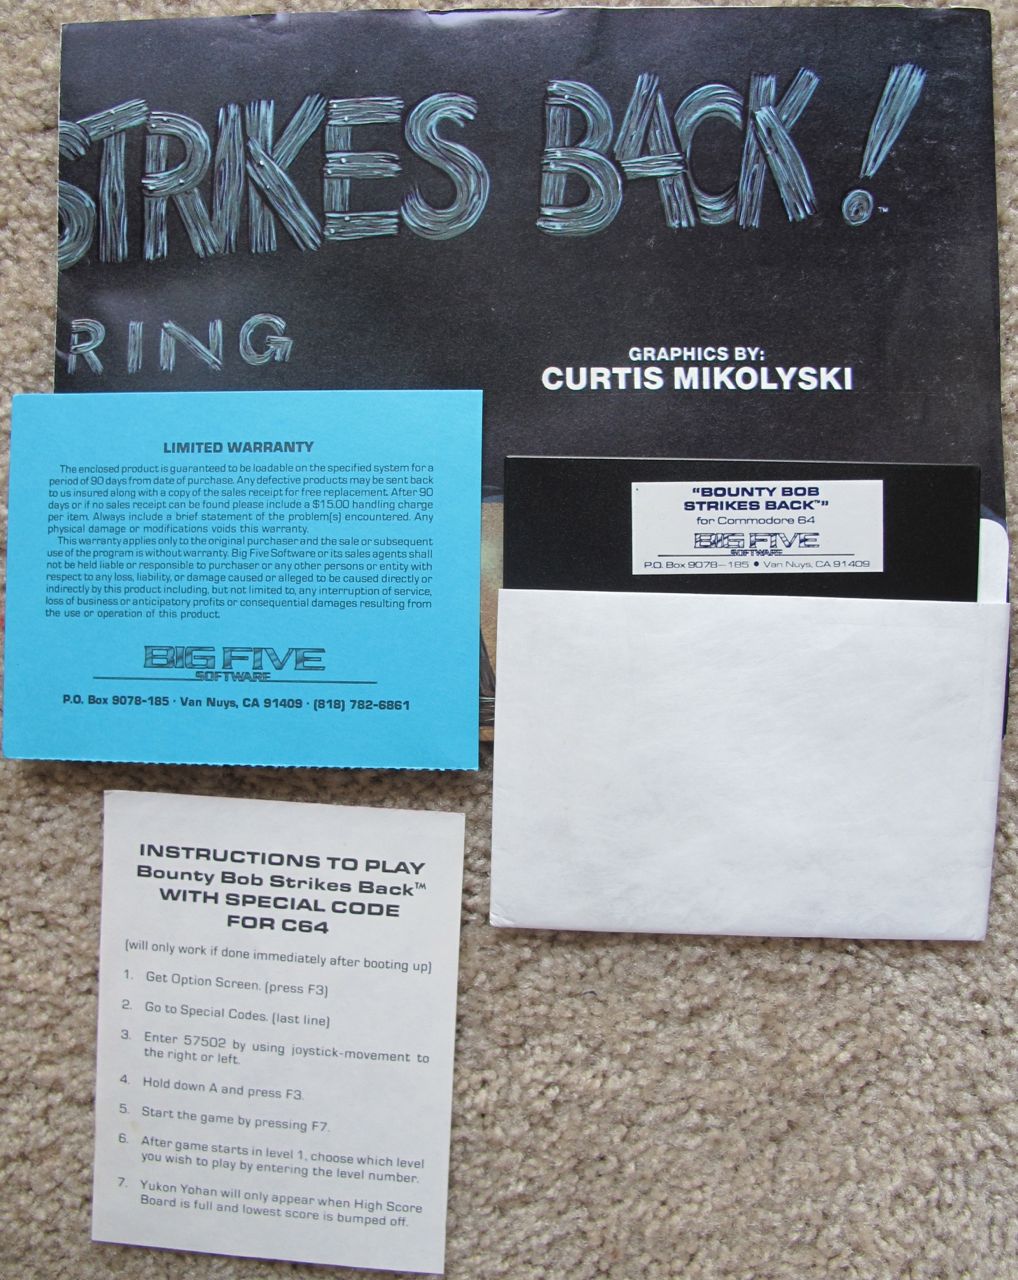 STRIKES BACK!™
RING
GRAPHICS BY:
CURTIS MIKOLYSKI
LIMITED WARRANTY
The enclosed product is guaranteed to be loadable on the specified system for a
period of 90 days from date of purchase. Any defective products may be sent back
to us insured along with a copy of the sales receipt for free replacement. After 90
days or if no sales receipt can be found please include a $15.00 handling charge
per item. Always include a brief statement of the problem(s) encountered. Any
physical damage or modifications voids this warranty.
This warranty applies only to the original purchaser and the sale or subsequent
use of the program is without warranty. Big Five Software or its sales agents shall
not be held liable or responsible to purchaser or any other persons or entity with
respect to any loss, liability, or damage caused or alleged to be caused directly or
indirectly by this product including, but not limited to, any interruption of service,
loss of business or anticipatory profits or consequential damages resulting from
the use or operation of this product.
BIG FIVE
SOFTWARE
P.O. Box 9078-185 · Van Nuys, CA 91409 · (818) 782-6861
"BOUNTY BOB
STRIKES BACK™"
for Commodore 64
BIG FIVE
SOFTWARE
P.O. Box 9078—185 • Van Nuys, CA 91409
INSTRUCTIONS TO PLAY
Bounty Bob Strikes Back™
WITH SPECIAL CODE
FOR C64
(will only work if done immediately after booting up)
1. Get Option Screen. (press F3)
2. Go to Special Codes. (last line)
3. Enter 57502 by using joystick-movement to
the right or left.
4. Hold down A and press F3.
5. Start the game by pressing F7.
6. After game starts in level 1, choose which level
you wish to play by entering the level number.
7. Yukon Yohan will only appear when High Score
Board is full and lowest score is bumped off.